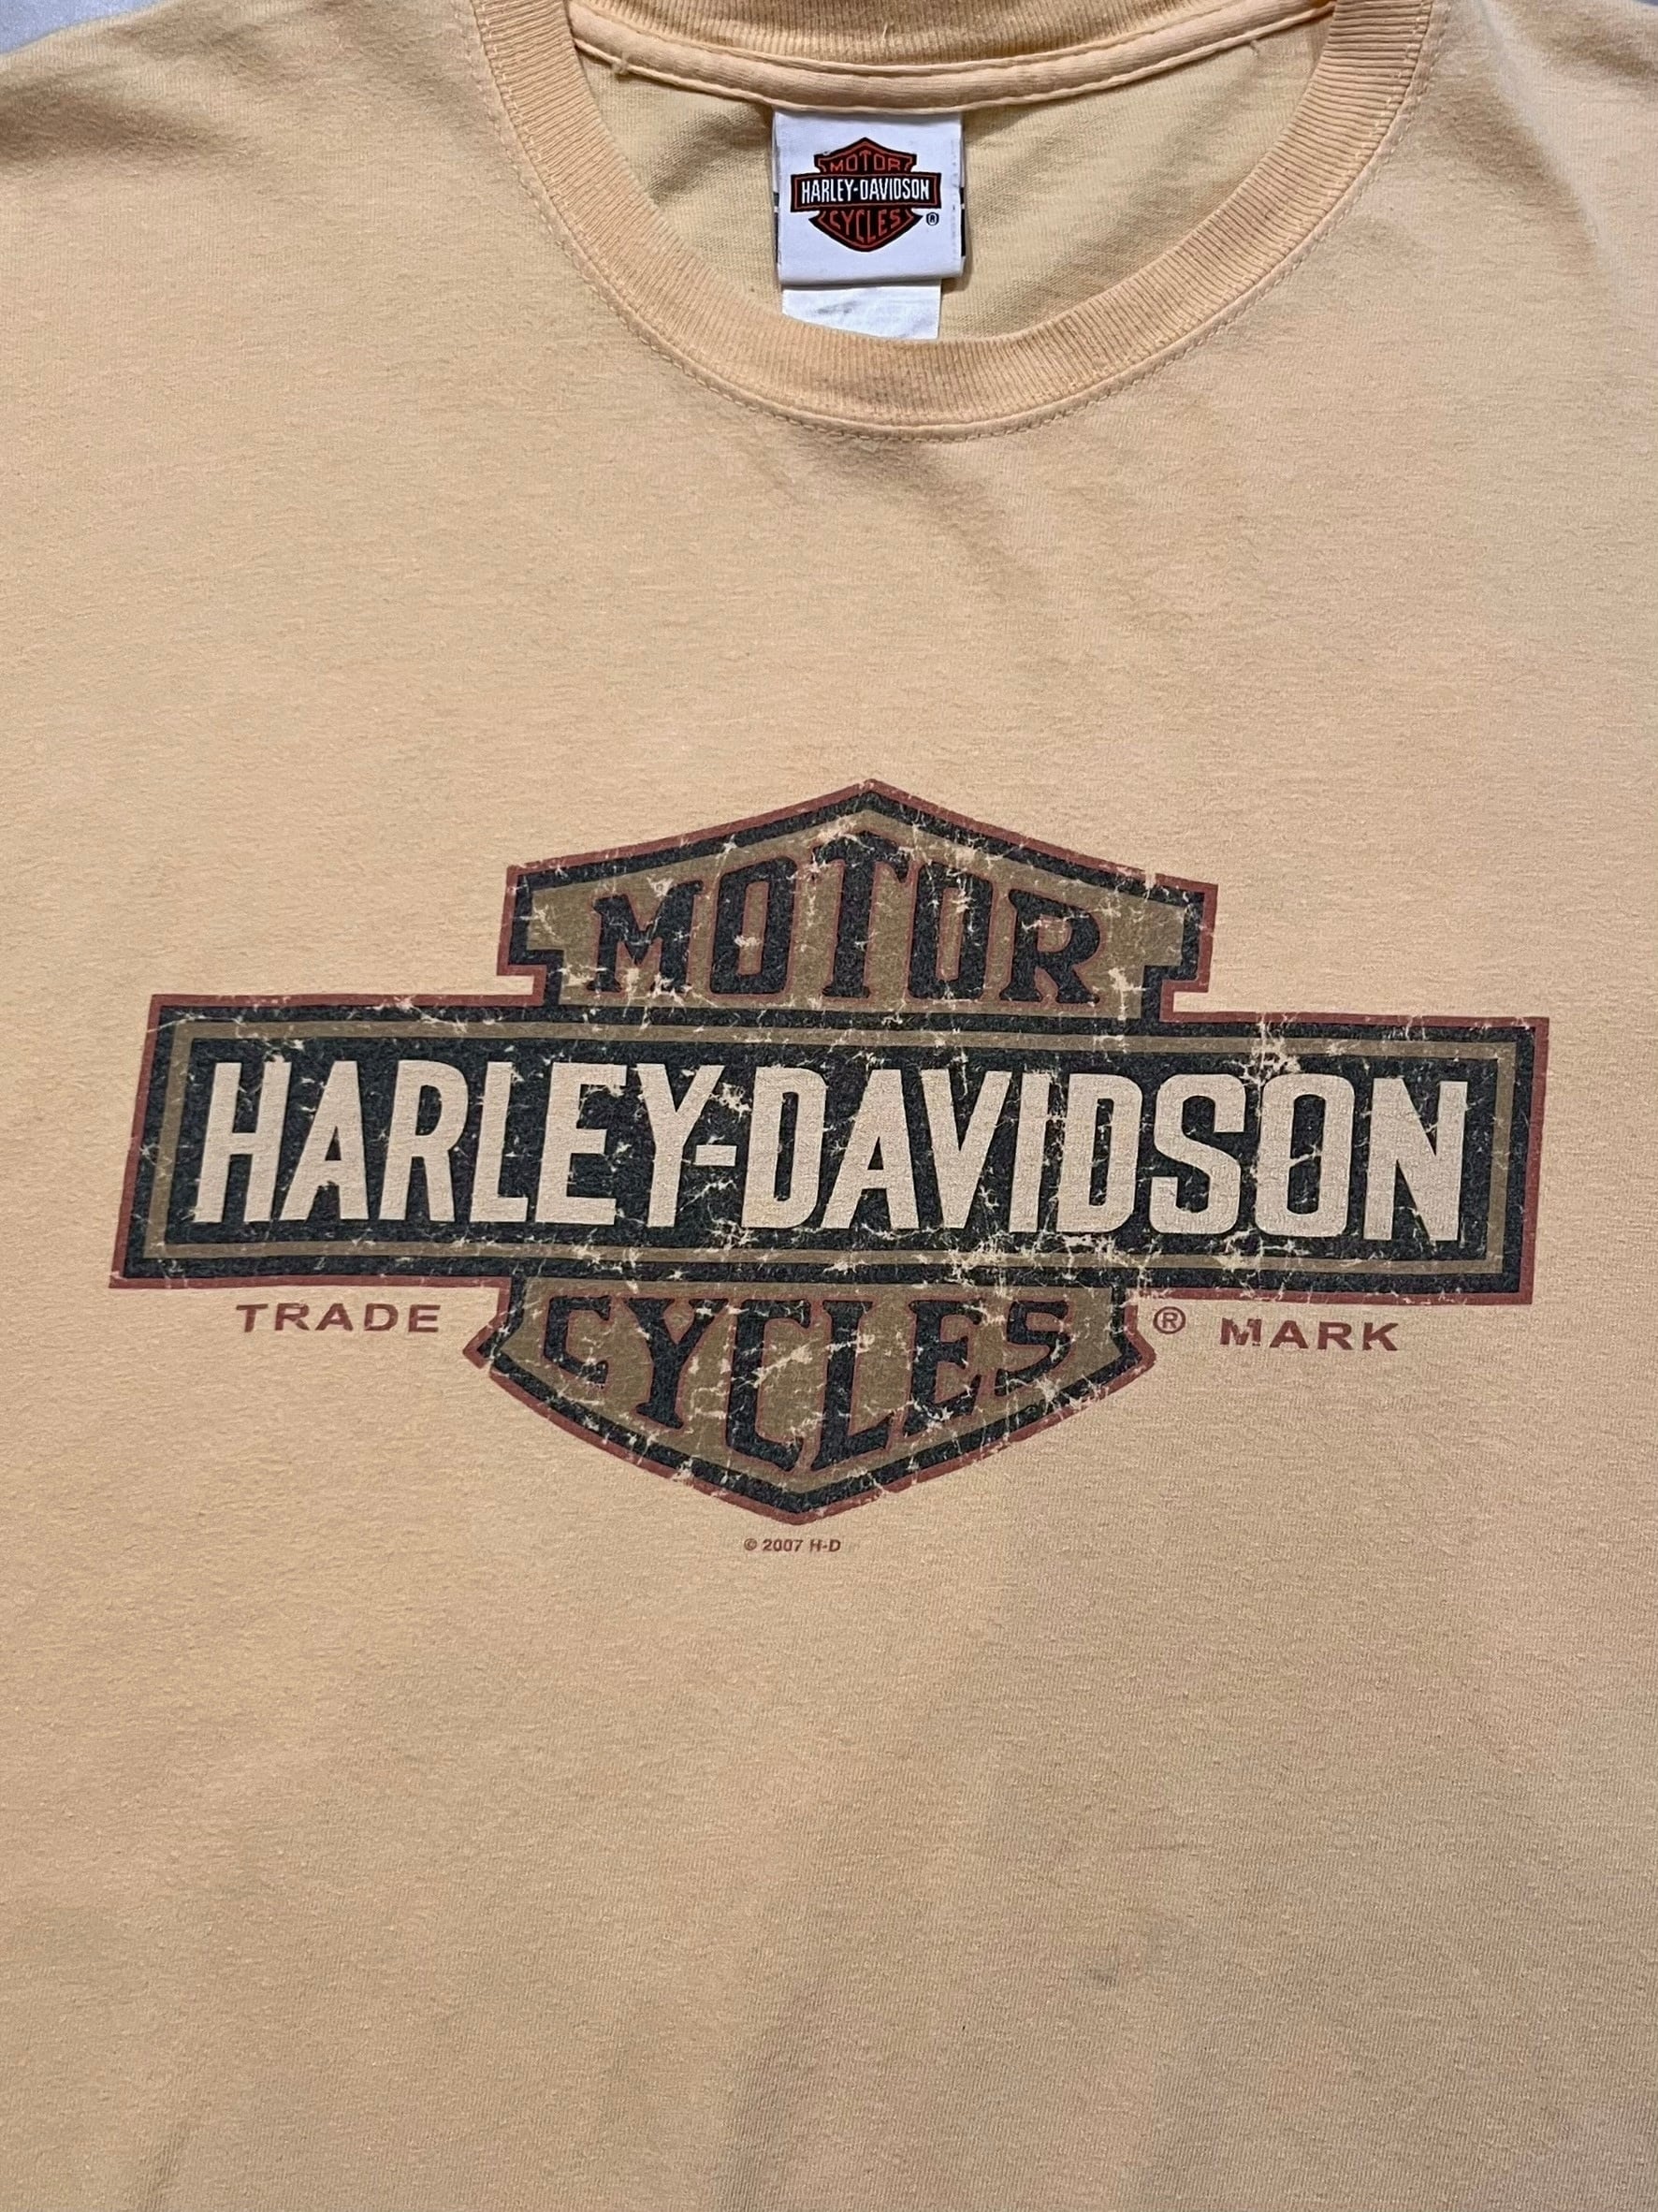 MOTOR
HARLEY-DAVIDSON
CYCLES ®
MOTOR
HARLEY-DAVIDSON
CYCLES
TRADE ® MARK
© 2007 H-D